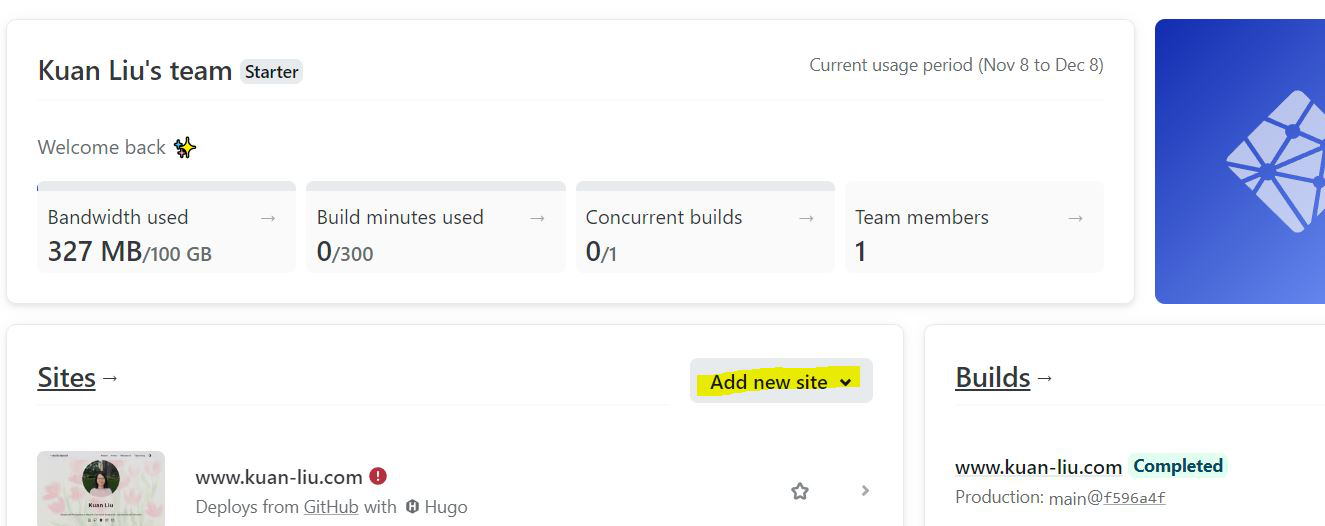 Kuan Liu's team Starter
Current usage period (Nov 8 to Dec 8)
Welcome back ✨
Bandwidth used →
327 MB/100 GB
Build minutes used →
0/300
Concurrent builds →
0/1
Team members →
1
Sites →
Add new site
www.kuan-liu.com
Deploys from GitHub with Hugo
Kuan Liu
Builds →
www.kuan-liu.com Completed
Production: main@f596a4f